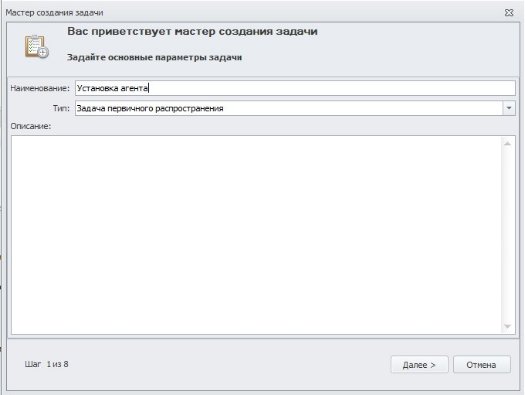 Мастер создания задачи
Вас приветствует мастер создания задачи
Задайте основные параметры задачи
Наименование: Установка агента
Тип: Задача первичного распространения
Описание:
Шаг 1 из 8
Далее > Отмена